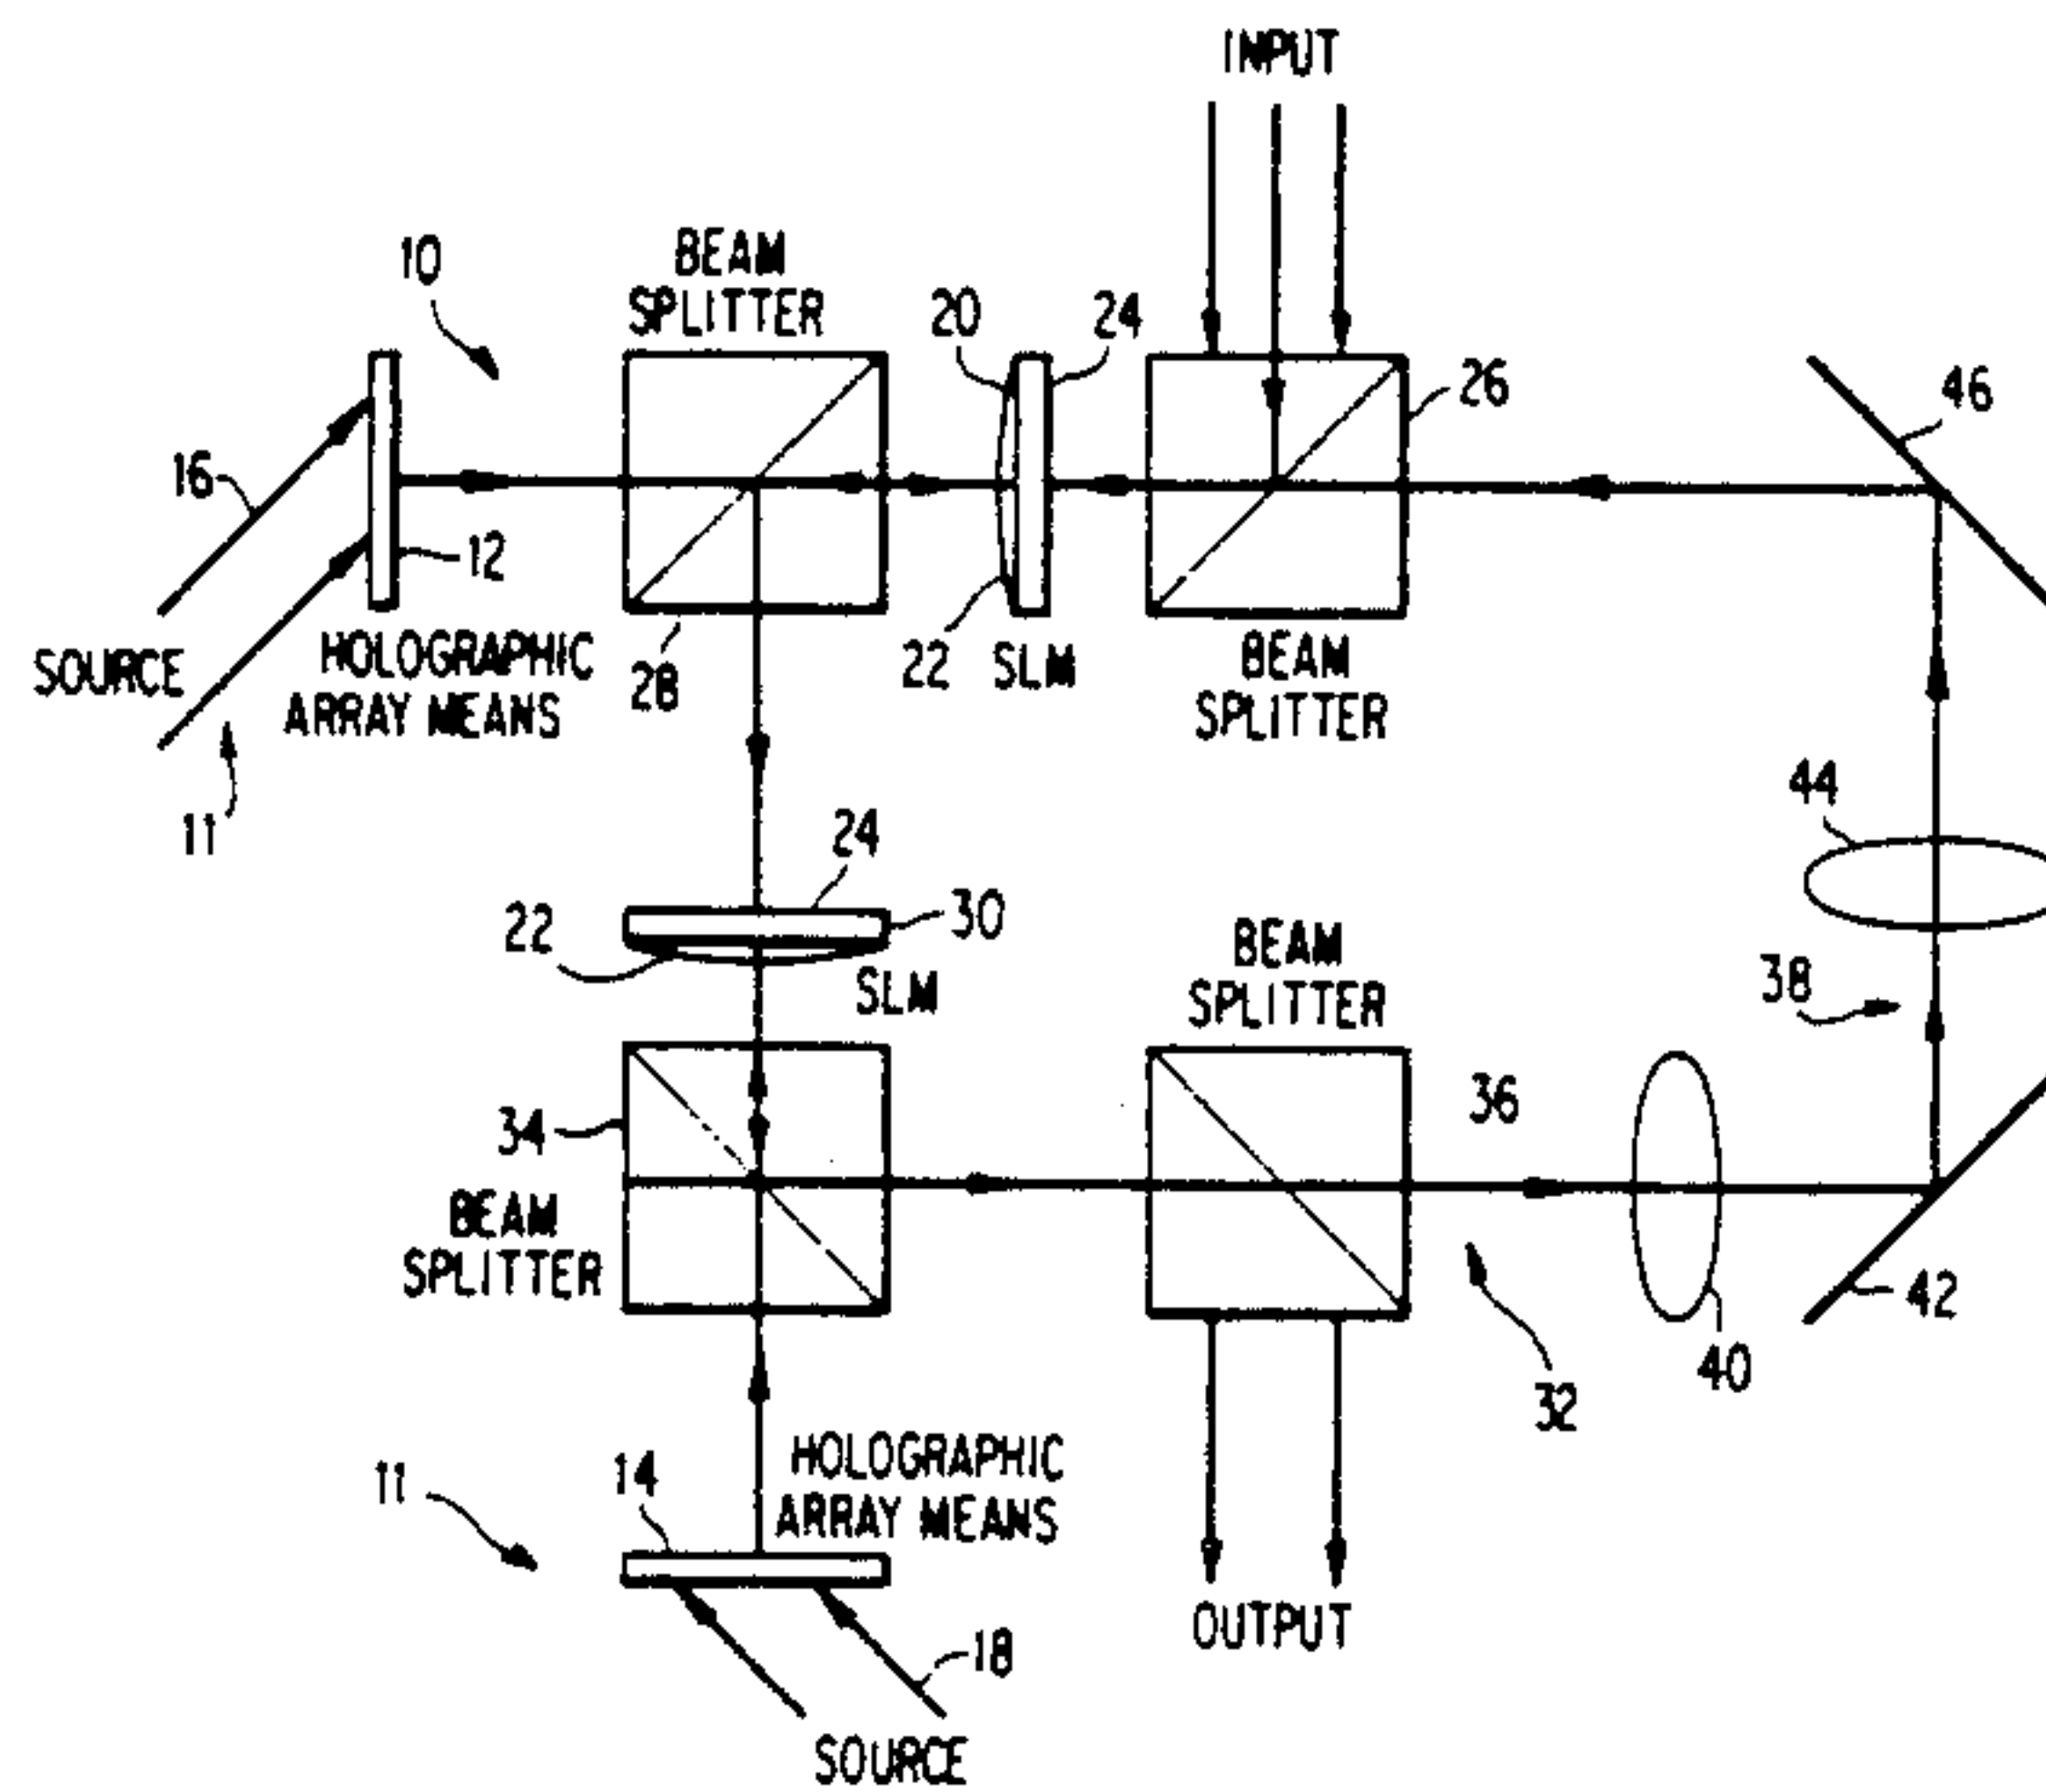 INPUT
10
BEAM
SPLITTER
20
24
26
46
16
12
SOURCE
HOLOGRAPHIC
ARRAY MEANS
28
22
SLM
BEAM
SPLITTER
11
44
24
22
30
SLM
BEAM
SPLITTER
38
34
36
BEAM
SPLITTER
42
40
32
11
14
HOLOGRAPHIC
ARRAY MEANS
OUTPUT
18
SOURCE